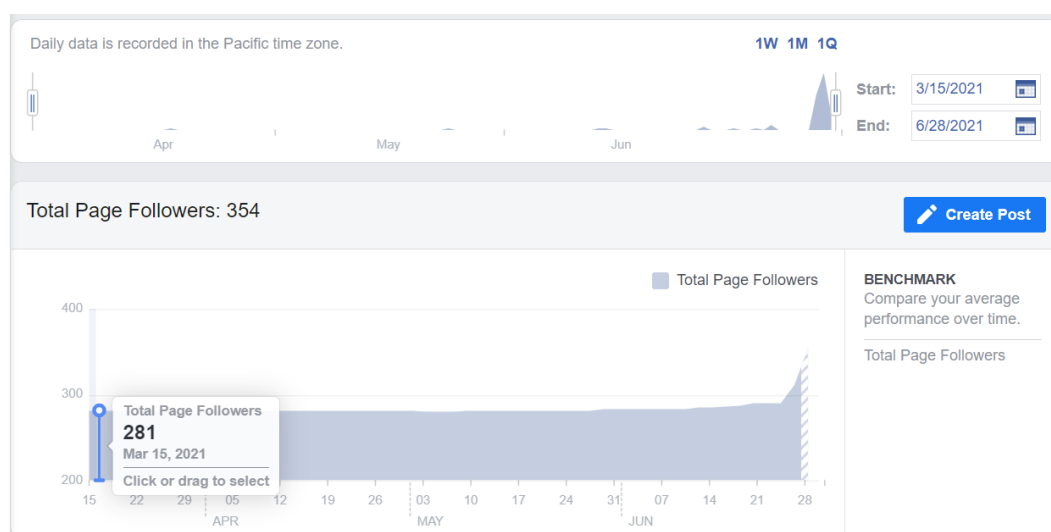 Daily data is recorded in the Pacific time zone.
1W 1M 1Q
Start: 3/15/2021
End: 6/28/2021
Apr May Jun
Total Page Followers: 354
Create Post
Total Page Followers
BENCHMARK
Compare your average
performance over time.
Total Page Followers
400
300
200
Total Page Followers
281
Mar 15, 2021
Click or drag to select
15 22 29 05 12 19 26 03 10 17 24 31 07 14 21 28
APR MAY JUN